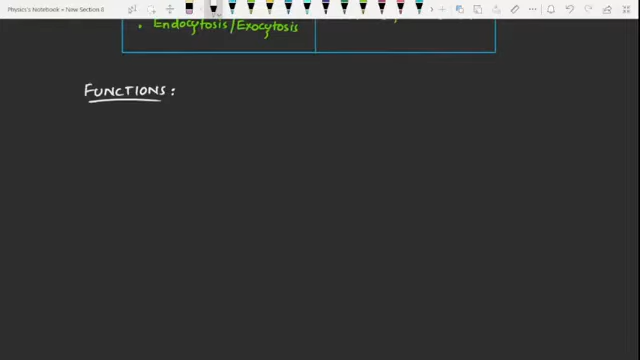 Physics's Notebook • New Section 6
• Endocytosis/Exocytosis
FUNCTIONS: